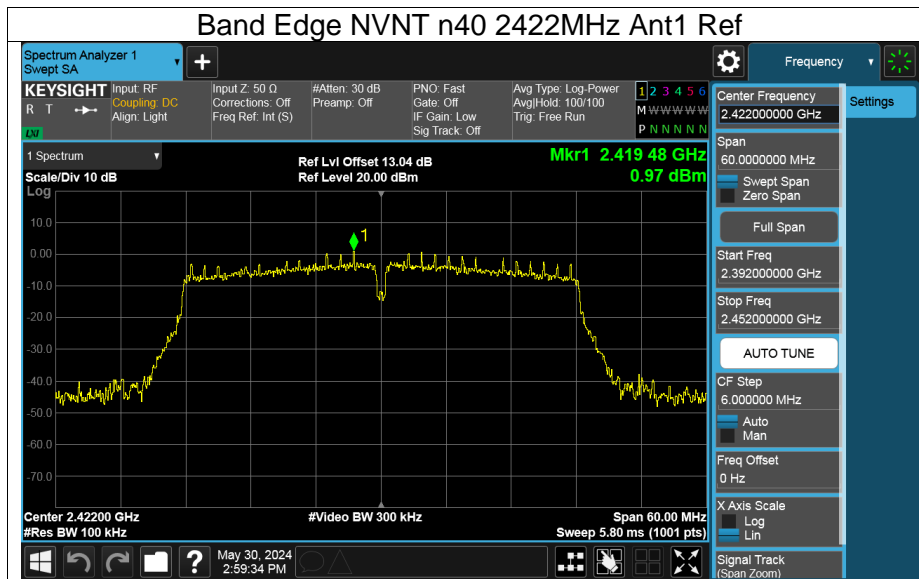 Band Edge NVNT n40 2422MHz Ant1 Ref
Spectrum Analyzer 1
Swept SA
+
Frequency
KEYSIGHT
R T
LXI
Input: RF
Coupling: DC
Align: Light
Input Z: 50 Ω
Corrections: Off
Freq Ref: Int (S)
#Atten: 30 dB
Preamp: Off
PNO: Fast
Gate: Off
IF Gain: Low
Sig Track: Off
Avg Type: Log-Power
Avg|Hold: 100/100
Trig: Free Run
1 2 3 4 5 6
M W W W W W
P N N N N N
1 Spectrum
Scale/Div 10 dB
Log
Ref Lvl Offset 13.04 dB
Ref Level 20.00 dBm
Mkr1 2.419 48 GHz
0.97 dBm
1
10.0
0.00
-10.0
-20.0
-30.0
-40.0
-50.0
-60.0
-70.0
Center 2.42200 GHz
#Res BW 100 kHz
#Video BW 300 kHz
Span 60.00 MHz
Sweep 5.80 ms (1001 pts)
?
May 30, 2024
2:59:34 PM
Center Frequency
2.422000000 GHz
Settings
Span
60.0000000 MHz
Swept Span
Zero Span
Full Span
Start Freq
2.392000000 GHz
Stop Freq
2.452000000 GHz
AUTO TUNE
CF Step
6.000000 MHz
Auto
Man
Freq Offset
0 Hz
X Axis Scale
Log
Lin
Signal Track
(Span Zoom)